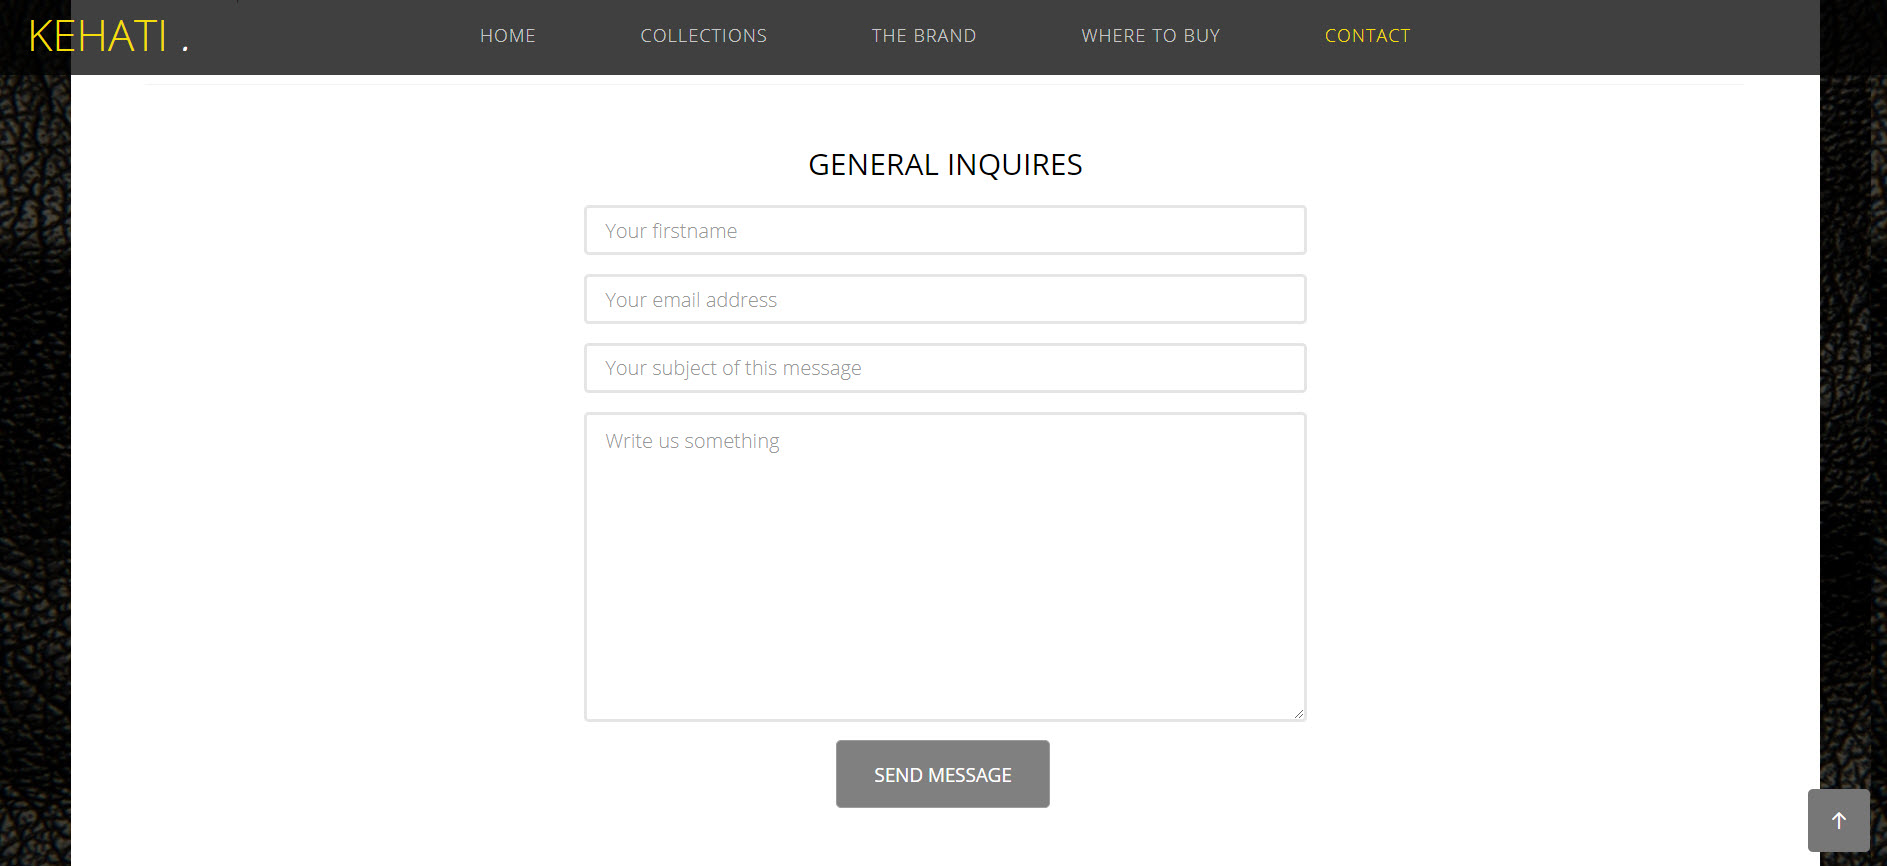 KEHATI .
HOME COLLECTIONS THE BRAND WHERE TO BUY CONTACT
GENERAL INQUIRES
Your firstname
Your email address
Your subject of this message
Write us something
SEND MESSAGE